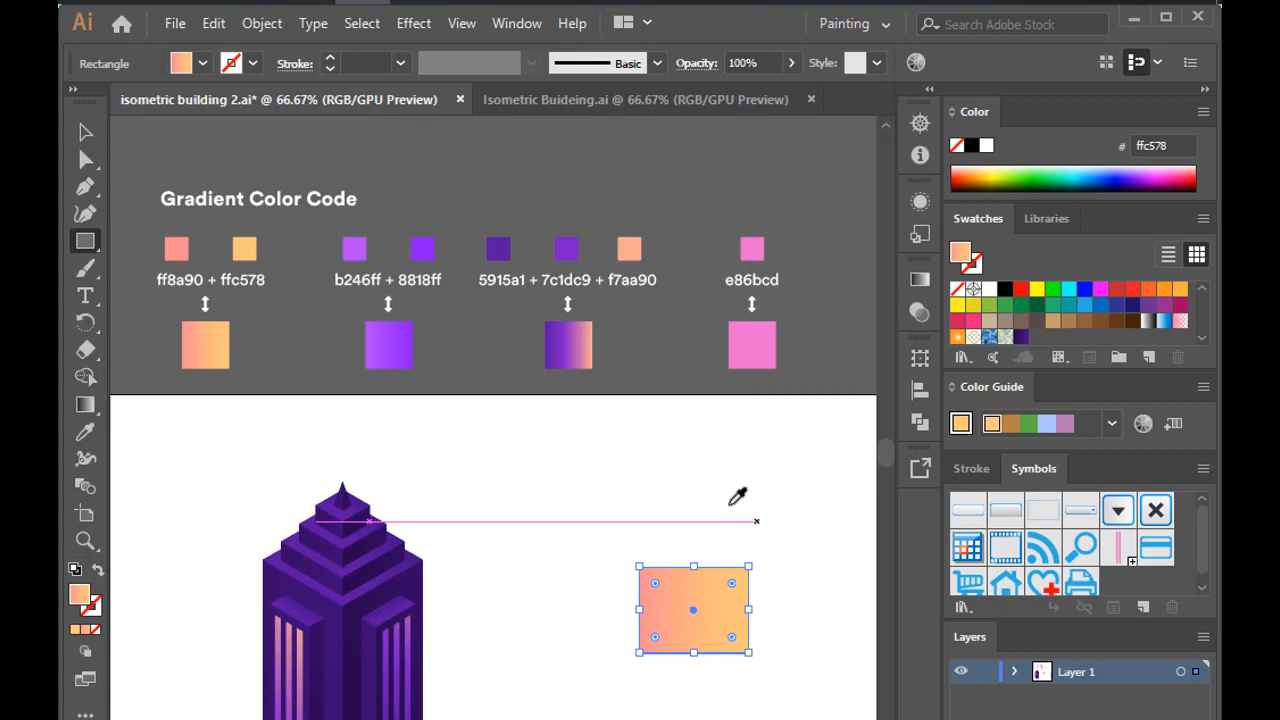 Ai File Edit Object Type Select Effect View Window Help Painting Search Adobe Stock
Rectangle Stroke: Basic Opacity: 100% Style:
isometric building 2.ai* @ 66.67% (RGB/GPU Preview) Isometric Buideing.ai @ 66.67% (RGB/GPU Preview)
Color
# ffc578
Gradient Color Code
Swatches Libraries
ff8a90 + ffc578 b246ff + 8818ff 5915a1 + 7c1dc9 + f7aa90 e86bcd
Color Guide
Stroke Symbols
Layers
Layer 1